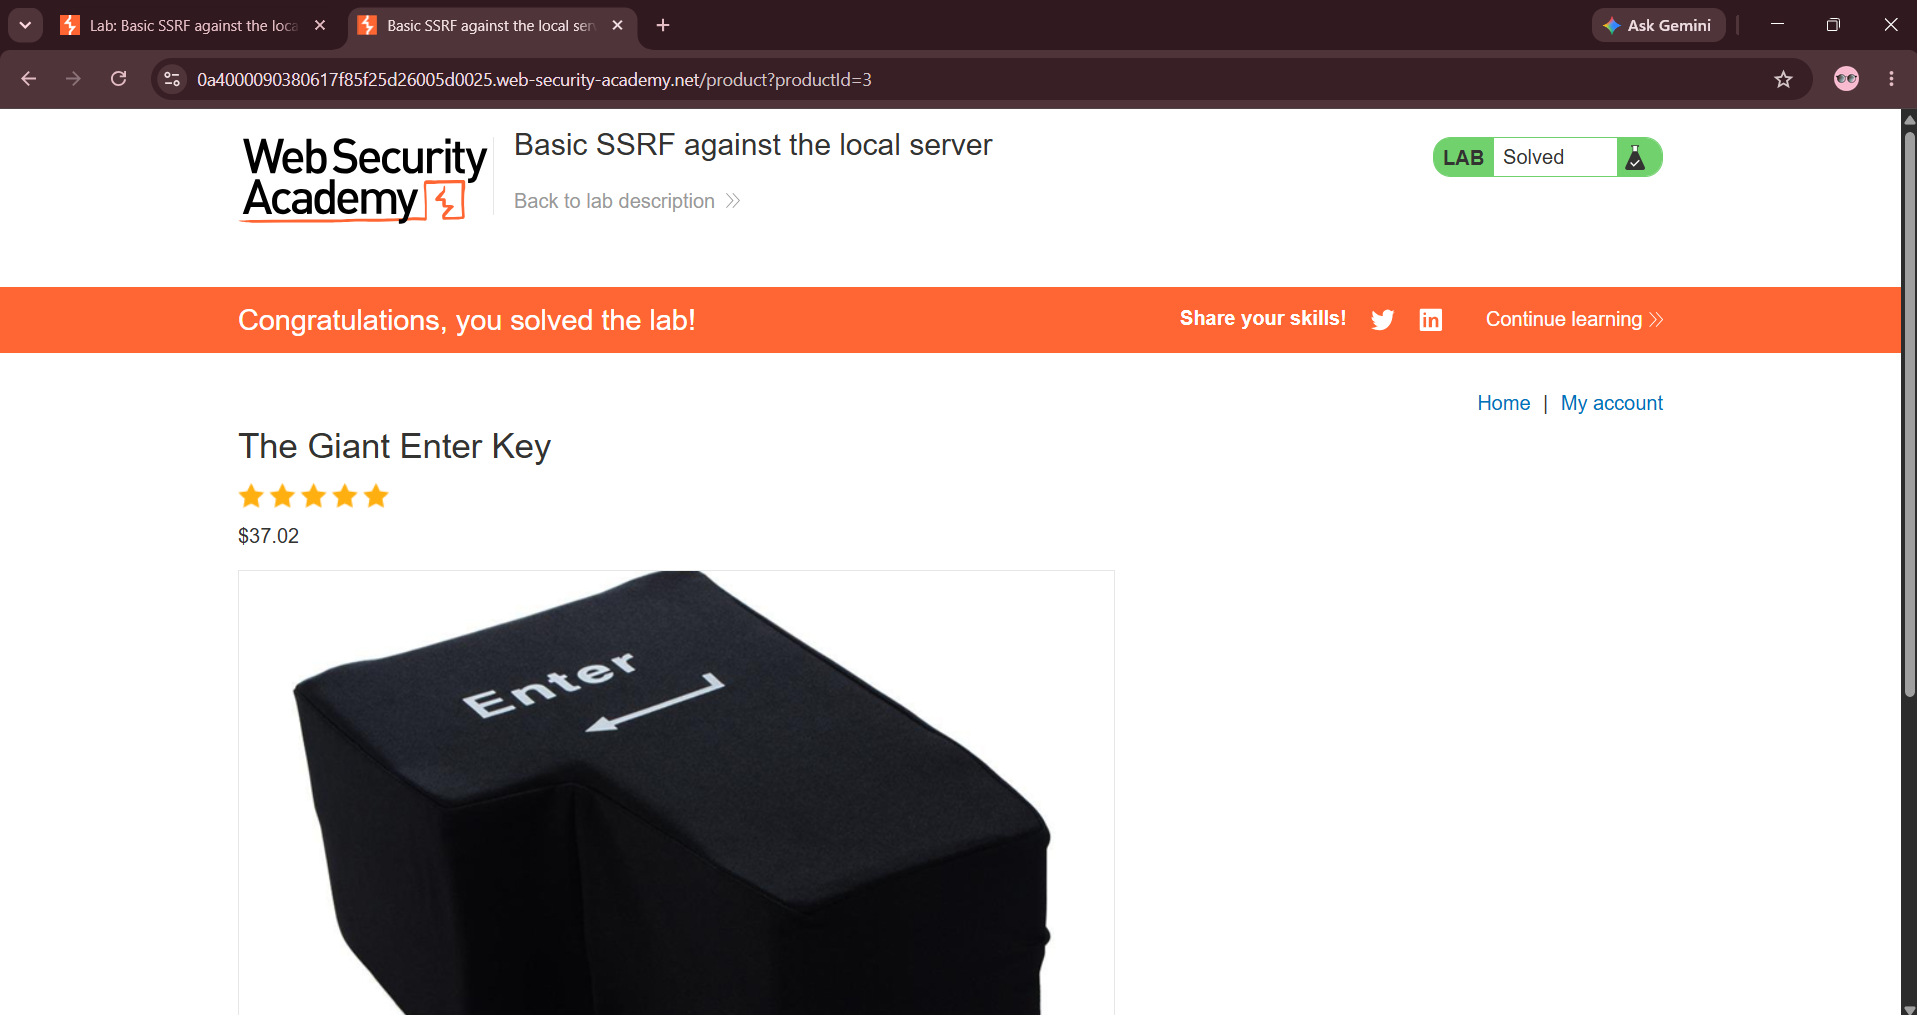 Lab: Basic SSRF against the loca
Basic SSRF against the local ser
Ask Gemini
0a4000090380617f85f25d26005d0025.web-security-academy.net/product?productId=3
Web Security
Academy
Basic SSRF against the local server
Back to lab description
LAB Solved
Congratulations, you solved the lab!
Share your skills!
in
Continue learning
Home | My account
The Giant Enter Key
$37.02
Enter